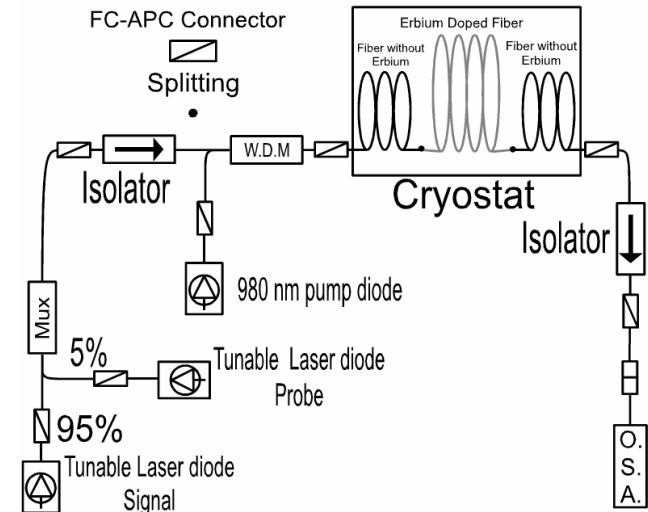 FC-APC Connector
Splitting
Erbium Doped Fiber
Fiber without
Erbium
Fiber without
Erbium
W.D.M
Isolator
Cryostat
Isolator
980 nm pump diode
Mux
5%
Tunable Laser diode
Probe
95%
Tunable Laser diode
Signal
O.
S.
A.